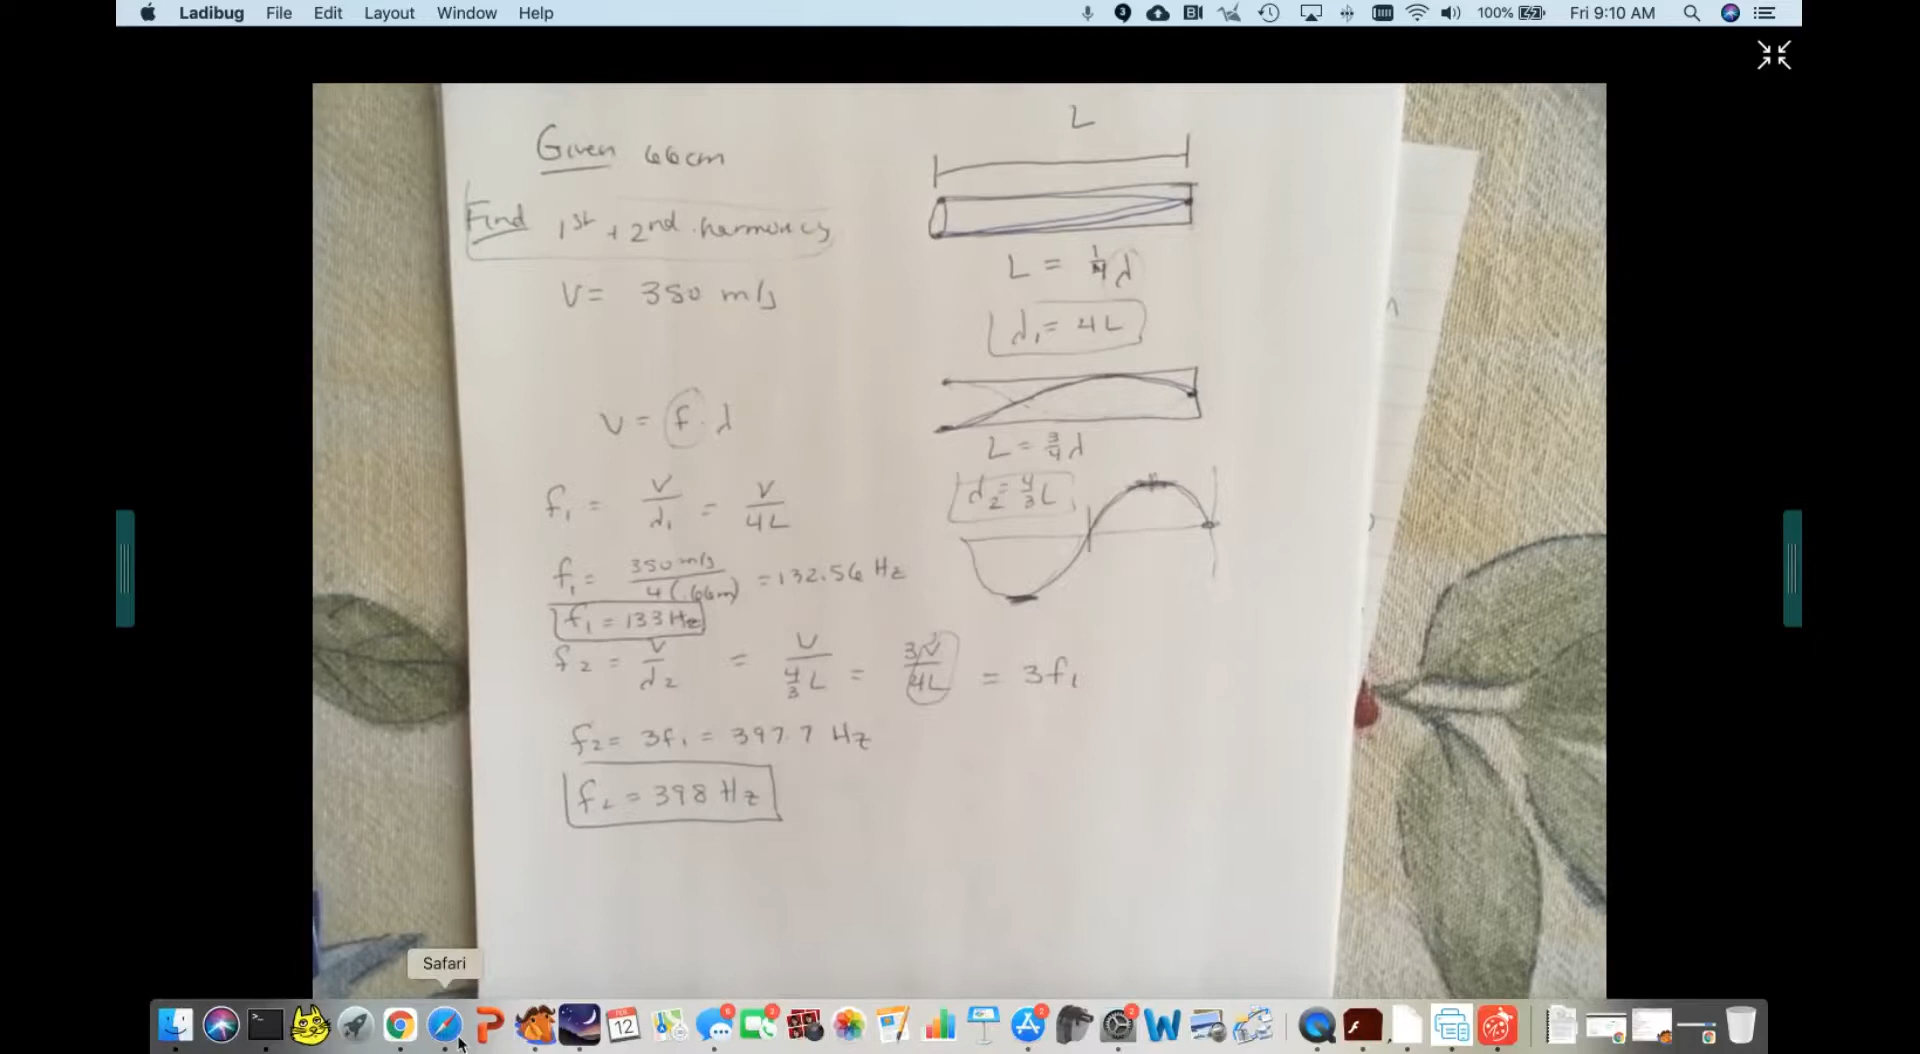 Ladibug File Edit Layout Window Help
3
100%
Fri 9:10 AM
Given 66cm
Find 1st + 2nd harmonics
V = 350 m/s
V = f · λ
f1 = V/λ1 = V/4L
f1 = 350 m/s / 4(.66m) = 132.56 Hz
f1 = 133 Hz
f2 = V/λ2 = V/(4/3 L) = 3V/4L = 3f1
f2 = 3f1 = 397.7 Hz
f2 = 398 Hz
L
L = 1/4 λ
λ1 = 4L
L = 3/4 λ
λ2 = 4/3 L
Safari
FEB
12